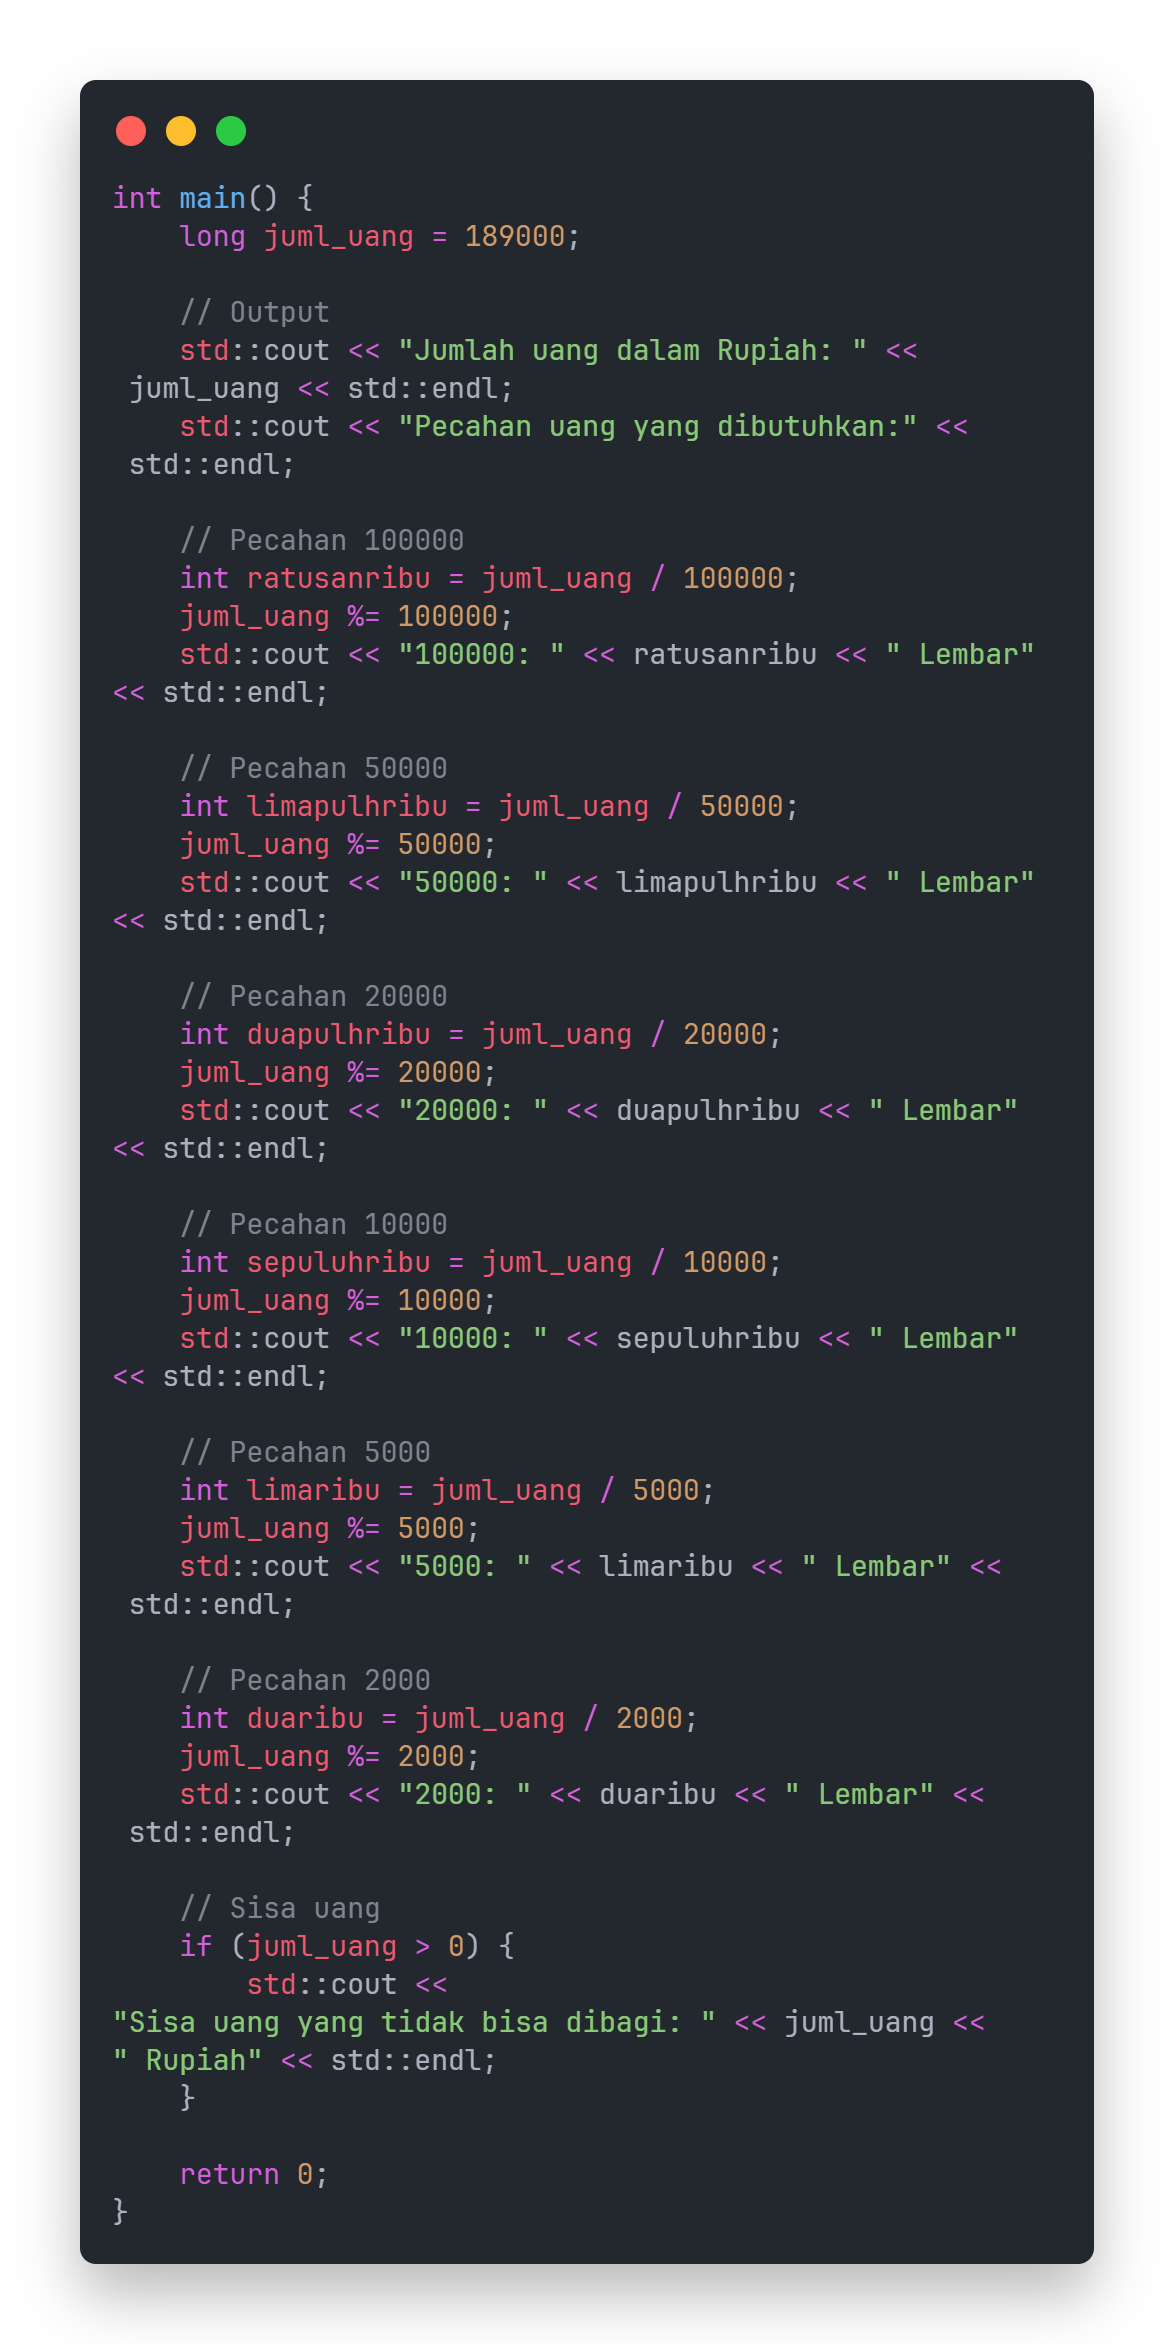 int main() {
    long juml_uang = 189000;

    // Output
    std::cout << "Jumlah uang dalam Rupiah: " <<
 juml_uang << std::endl;
    std::cout << "Pecahan uang yang dibutuhkan:" <<
 std::endl;

    // Pecahan 100000
    int ratusanribu = juml_uang / 100000;
    juml_uang %= 100000;
    std::cout << "100000: " << ratusanribu << " Lembar"
<< std::endl;

    // Pecahan 50000
    int limapulhribu = juml_uang / 50000;
    juml_uang %= 50000;
    std::cout << "50000: " << limapulhribu << " Lembar"
<< std::endl;

    // Pecahan 20000
    int duapulhribu = juml_uang / 20000;
    juml_uang %= 20000;
    std::cout << "20000: " << duapulhribu << " Lembar"
<< std::endl;

    // Pecahan 10000
    int sepuluhribu = juml_uang / 10000;
    juml_uang %= 10000;
    std::cout << "10000: " << sepuluhribu << " Lembar"
<< std::endl;

    // Pecahan 5000
    int limaribu = juml_uang / 5000;
    juml_uang %= 5000;
    std::cout << "5000: " << limaribu << " Lembar" <<
 std::endl;

    // Pecahan 2000
    int duaribu = juml_uang / 2000;
    juml_uang %= 2000;
    std::cout << "2000: " << duaribu << " Lembar" <<
 std::endl;

    // Sisa uang
    if (juml_uang > 0) {
        std::cout <<
"Sisa uang yang tidak bisa dibagi: " << juml_uang <<
" Rupiah" << std::endl;
    }

    return 0;
}